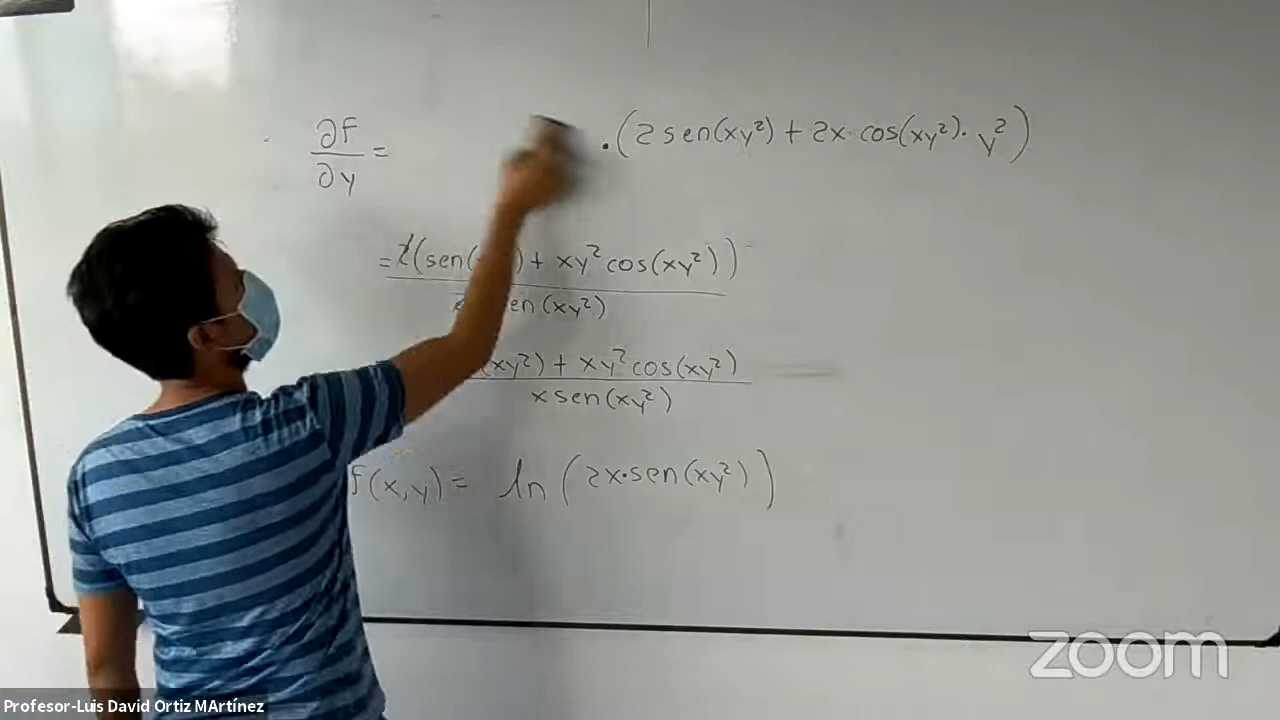 ∂f/∂y = · (2 sen(xy²) + 2x · cos(xy²) · y²)
= 2(sen( ) + xy² cos(xy²)) / en(xy²)
(xy²) + xy² cos(xy²) / x sen(xy²)
f(x,y) = ln(2x·sen(xy²))
zoom
Profesor-Luis David Ortiz MArtínez